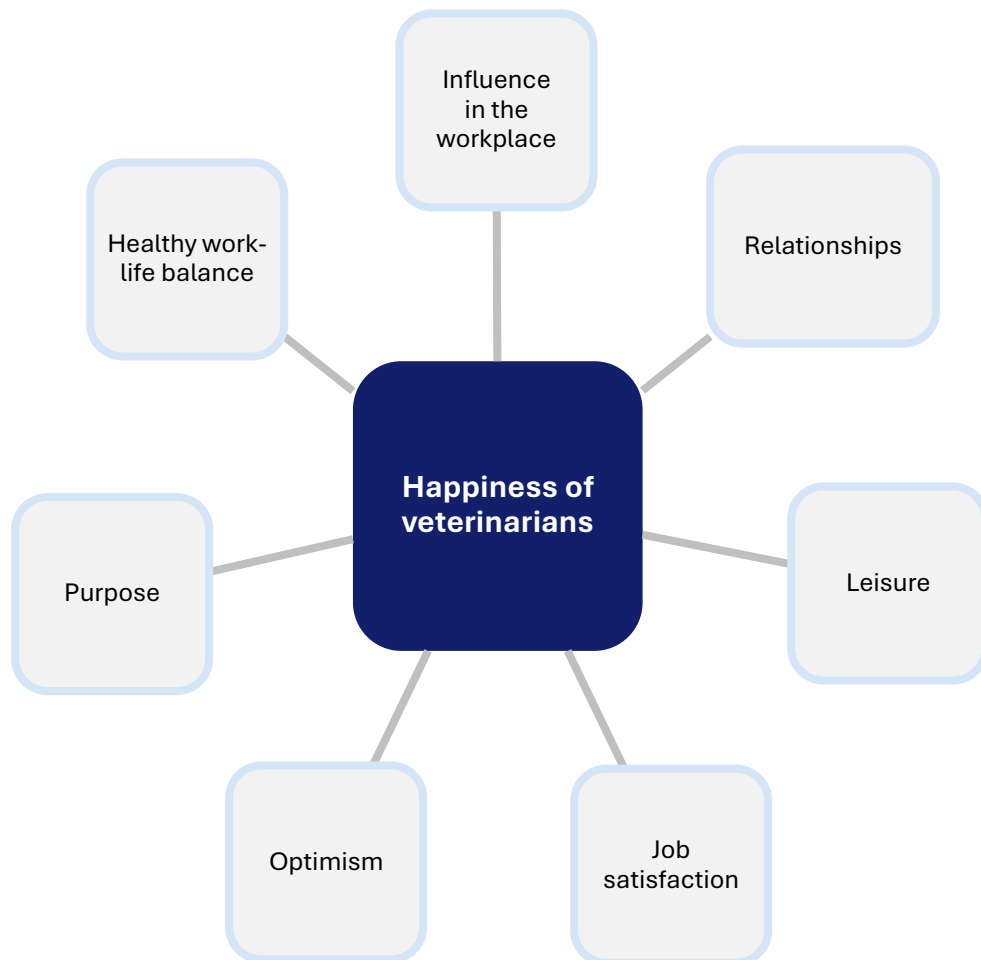 Influence
in the
workplace
Healthy work-
life balance
Relationships
Happiness of
veterinarians
Purpose
Leisure
Optimism
Job
satisfaction